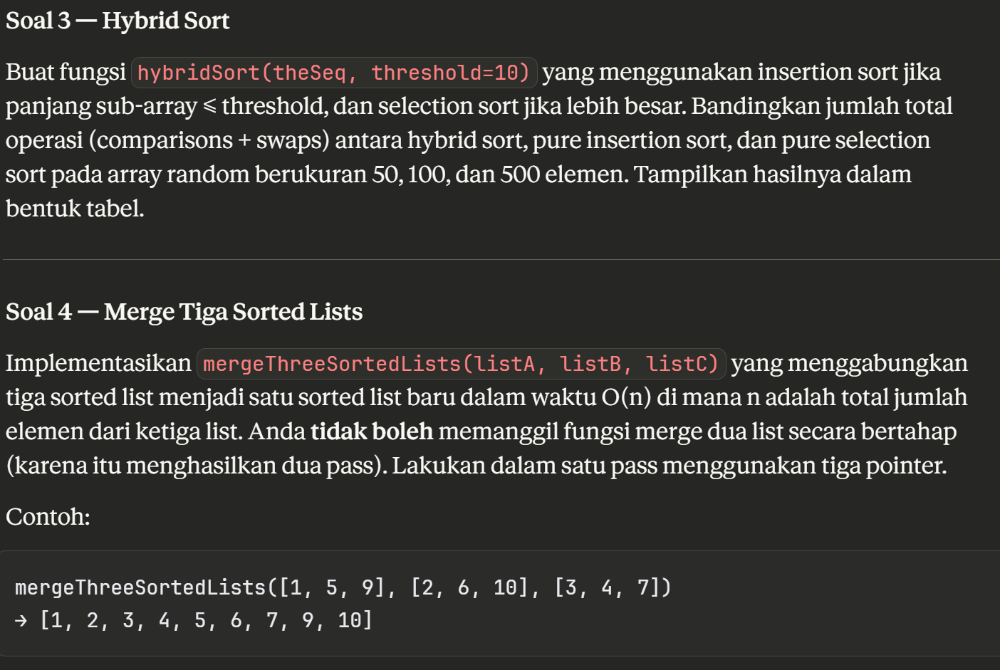 Soal 3 — Hybrid Sort
Buat fungsi hybridSort(theSeq, threshold=10) yang menggunakan insertion sort jika
panjang sub-array ⩽ threshold, dan selection sort jika lebih besar. Bandingkan jumlah total
operasi (comparisons + swaps) antara hybrid sort, pure insertion sort, dan pure selection
sort pada array random berukuran 50, 100, dan 500 elemen. Tampilkan hasilnya dalam
bentuk tabel.
Soal 4 — Merge Tiga Sorted Lists
Implementasikan mergeThreeSortedLists(listA, listB, listC) yang menggabungkan
tiga sorted list menjadi satu sorted list baru dalam waktu O(n) di mana n adalah total jumlah
elemen dari ketiga list. Anda tidak boleh memanggil fungsi merge dua list secara bertahap
(karena itu menghasilkan dua pass). Lakukan dalam satu pass menggunakan tiga pointer.
Contoh:
mergeThreeSortedLists([1, 5, 9], [2, 6, 10], [3, 4, 7])
→ [1, 2, 3, 4, 5, 6, 7, 9, 10]